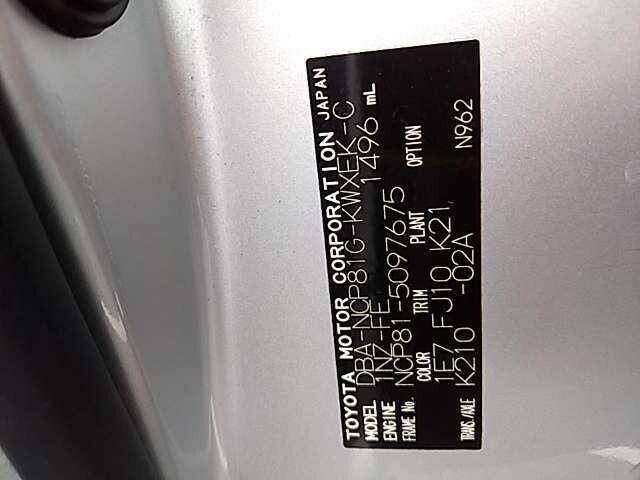 TOYOTA MOTOR CORPORATION JAPAN
MODEL DBA-NCP81G-KWXEK-C
ENGINE 1NZ-FE 1496 mL
FRAME No. NCP81-5097675
COLOR TRIM PLANT OPTION
1E7 FJ10 K21,
TRANS./AXLE K210 -02A N962